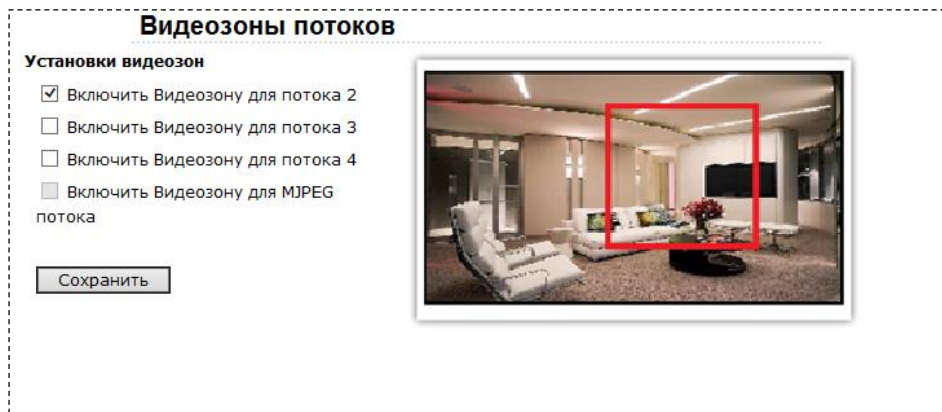 Видеозоны потоков
Установки видеозон
Включить Видеозону для потока 2
Включить Видеозону для потока 3
Включить Видеозону для потока 4
Включить Видеозону для MJPEG
потока
Сохранить